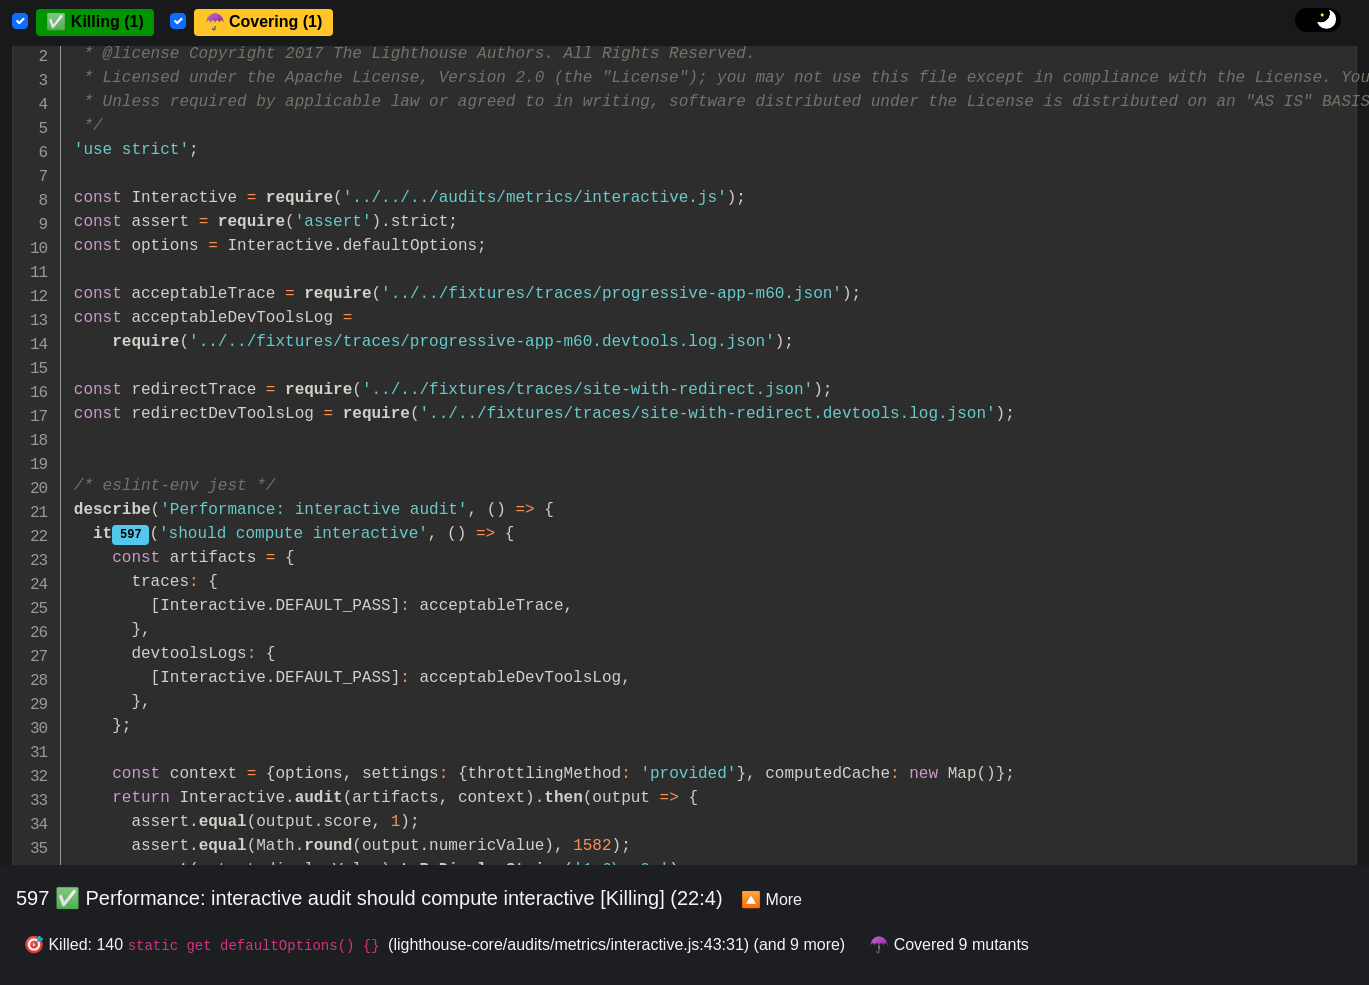 ✅ Killing (1) ☂️ Covering (1)
2 * @license Copyright 2017 The Lighthouse Authors. All Rights Reserved.
3 * Licensed under the Apache License, Version 2.0 (the "License"); you may not use this file except in compliance with the License. You
4 * Unless required by applicable law or agreed to in writing, software distributed under the License is distributed on an "AS IS" BASIS
5 */
6 'use strict';
7
8 const Interactive = require('../../../audits/metrics/interactive.js');
9 const assert = require('assert').strict;
10 const options = Interactive.defaultOptions;
11
12 const acceptableTrace = require('../../fixtures/traces/progressive-app-m60.json');
13 const acceptableDevToolsLog =
14 require('../../fixtures/traces/progressive-app-m60.devtools.log.json');
15
16 const redirectTrace = require('../../fixtures/traces/site-with-redirect.json');
17 const redirectDevToolsLog = require('../../fixtures/traces/site-with-redirect.devtools.log.json');
18
19
20 /* eslint-env jest */
21 describe('Performance: interactive audit', () => {
22 it 597 ('should compute interactive', () => {
23 const artifacts = {
24 traces: {
25 [Interactive.DEFAULT_PASS]: acceptableTrace,
26 },
27 devtoolsLogs: {
28 [Interactive.DEFAULT_PASS]: acceptableDevToolsLog,
29 },
30 };
31
32 const context = {options, settings: {throttlingMethod: 'provided'}, computedCache: new Map()};
33 return Interactive.audit(artifacts, context).then(output => {
34 assert.equal(output.score, 1);
35 assert.equal(Math.round(output.numericValue), 1582);
597 ✅ Performance: interactive audit should compute interactive [Killing] (22:4) 🔼 More
🎯 Killed: 140 static get defaultOptions() {} (lighthouse-core/audits/metrics/interactive.js:43:31) (and 9 more) ☂️ Covered 9 mutants